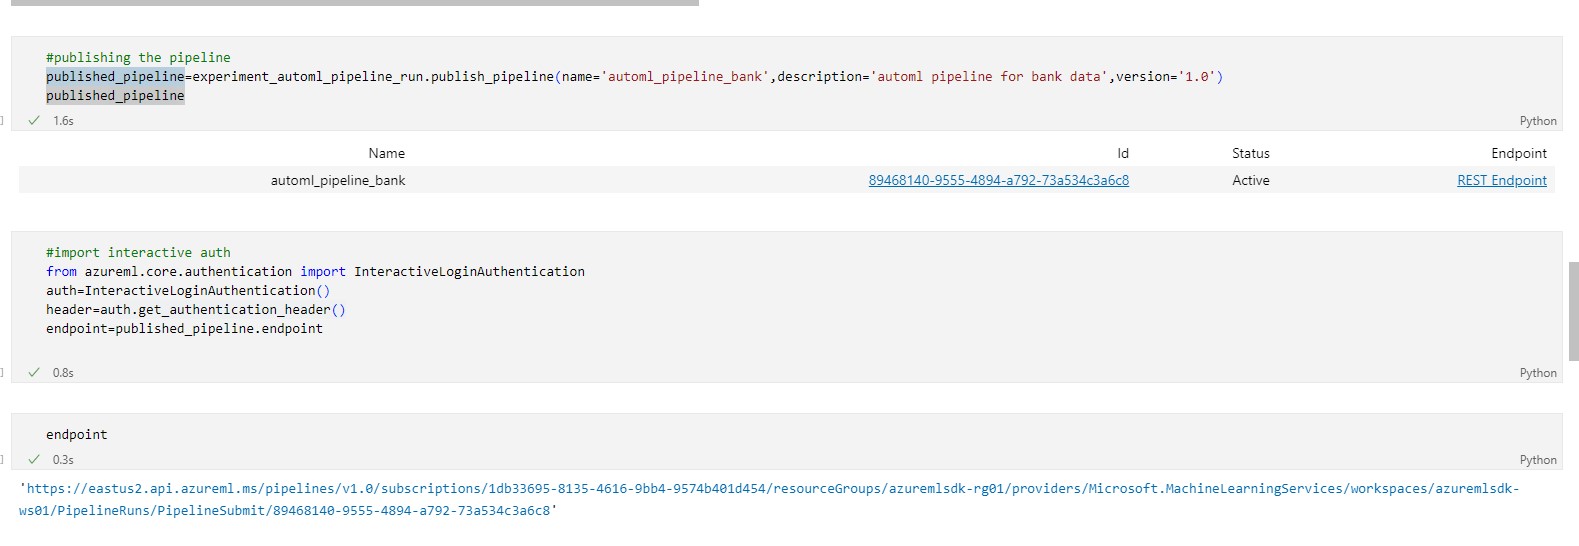 #publishing the pipeline
published_pipeline=experiment_automl_pipeline_run.publish_pipeline(name='automl_pipeline_bank',description='automl pipeline for bank data',version='1.0')
published_pipeline
] ✓ 1.6s Python
Name Id Status Endpoint
automl_pipeline_bank 89468140-9555-4894-a792-73a534c3a6c8 Active REST Endpoint
#import interactive auth
from azureml.core.authentication import InteractiveLoginAuthentication
auth=InteractiveLoginAuthentication()
header=auth.get_authentication_header()
endpoint=published_pipeline.endpoint
] ✓ 0.8s Python
endpoint
] ✓ 0.3s Python
'https://eastus2.api.azureml.ms/pipelines/v1.0/subscriptions/1db33695-8135-4616-9bb4-9574b401d454/resourceGroups/azuremlsdk-rg01/providers/Microsoft.MachineLearningServices/workspaces/azuremlsdk-
ws01/PipelineRuns/PipelineSubmit/89468140-9555-4894-a792-73a534c3a6c8'